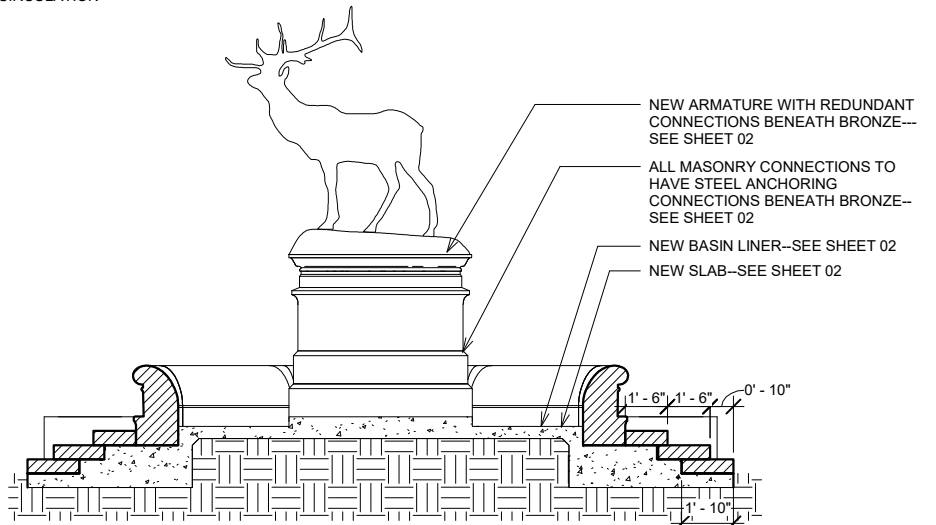 NEW ARMATURE WITH REDUNDANT
CONNECTIONS BENEATH BRONZE---
SEE SHEET 02
ALL MASONRY CONNECTIONS TO
HAVE STEEL ANCHORING
CONNECTIONS BENEATH BRONZE--
SEE SHEET 02
NEW BASIN LINER--SEE SHEET 02
NEW SLAB--SEE SHEET 02
1' - 6" 1' - 6" 0' - 10"
1' - 10"